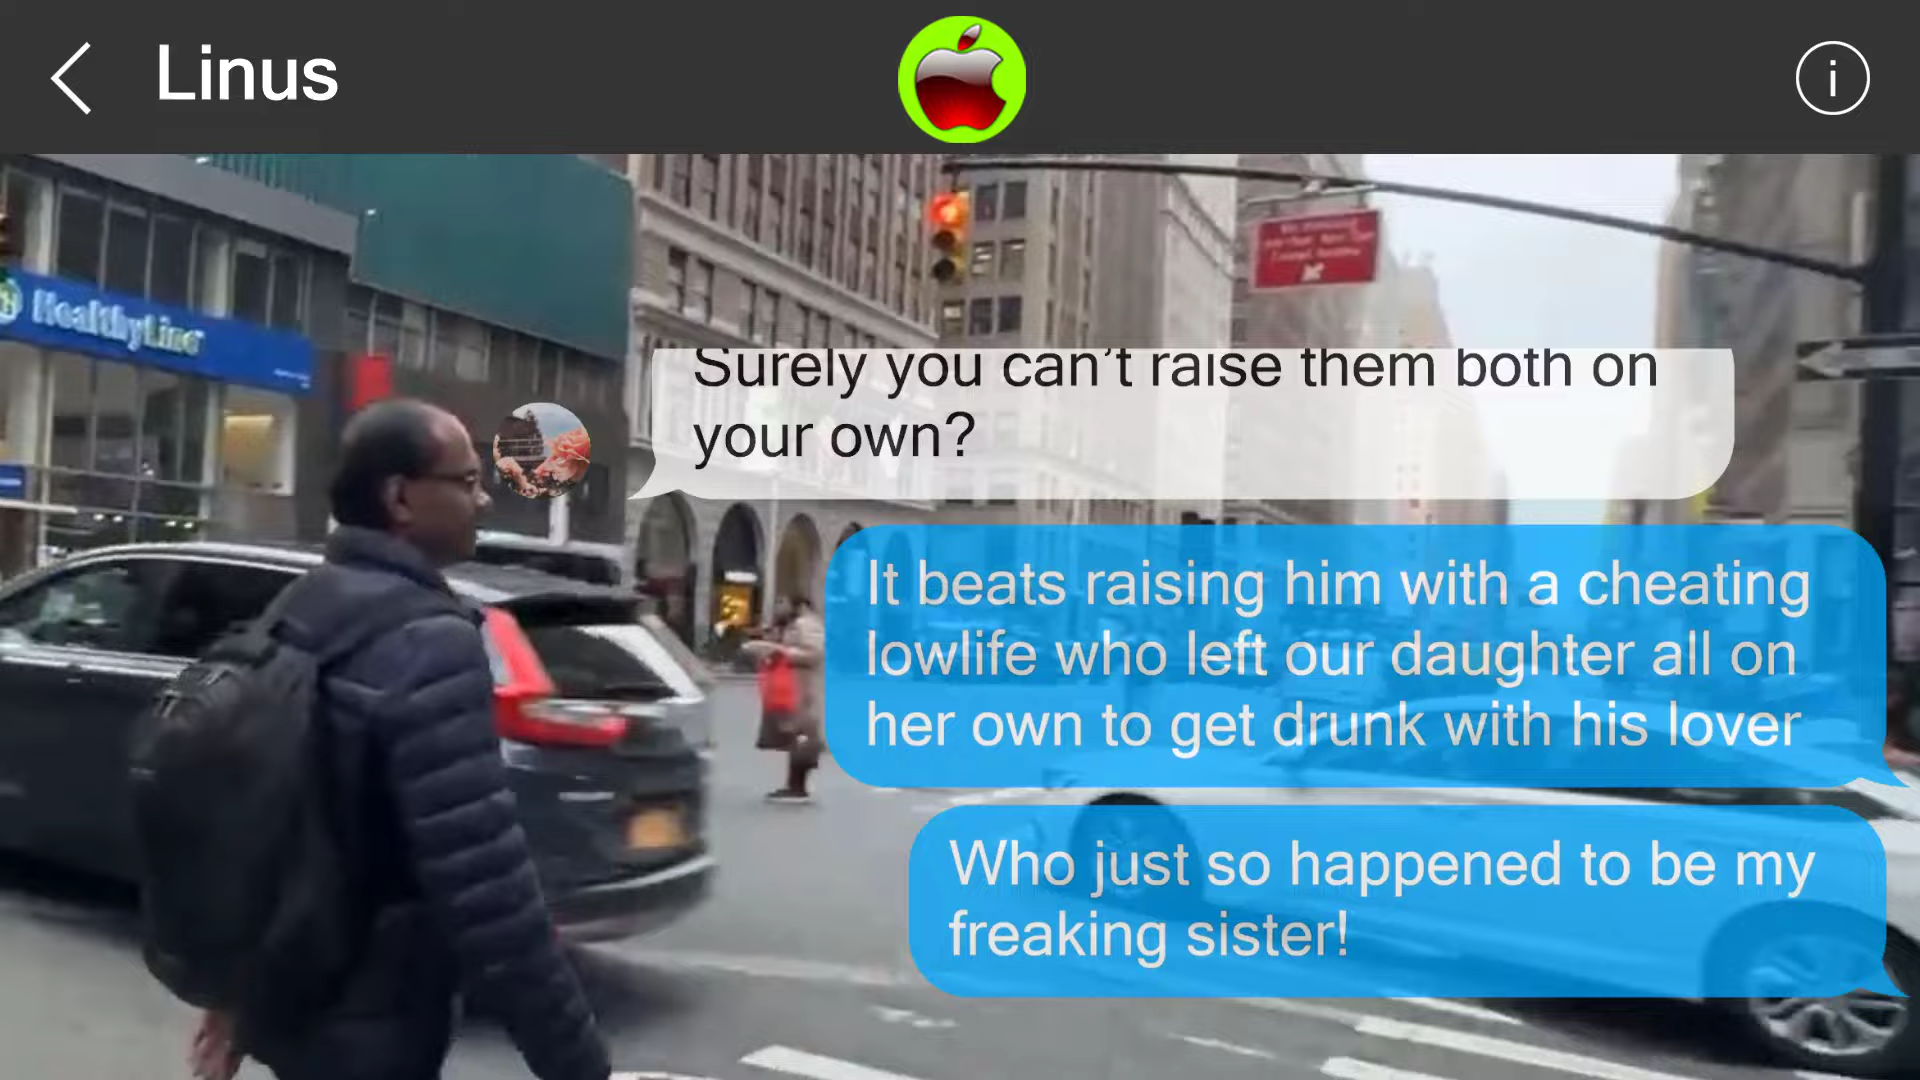 Linus
i
HealthyLine
Surely you can't raise them both on
your own?
It beats raising him with a cheating
lowlife who left our daughter all on
her own to get drunk with his lover
Who just so happened to be my
freaking sister!